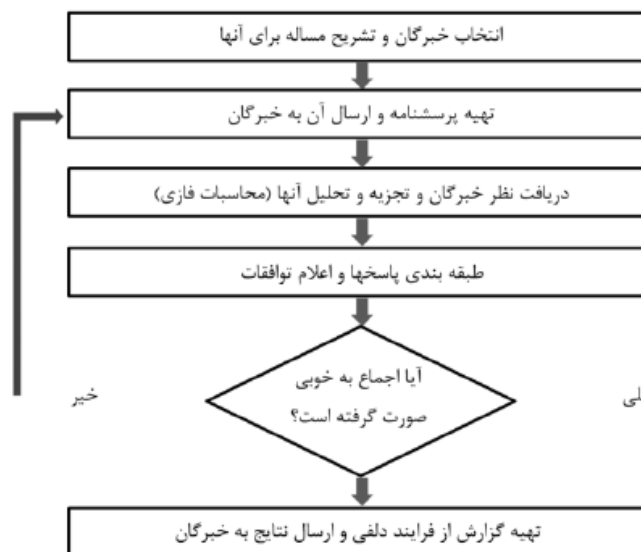 انتخاب خبرگان و تشریح مساله برای آنها
تهیه پرسشنامه و ارسال آن به خبرگان
دریافت نظر خبرگان و تجزیه و تحلیل آنها (محاسبات فازی)
طبقه بندی پاسخها و اعلام توافقات
آیا اجماع به خوبی
صورت گرفته است؟
خیر
تهیه گزارش از فرایند دلفی و ارسال نتایج به خبرگان